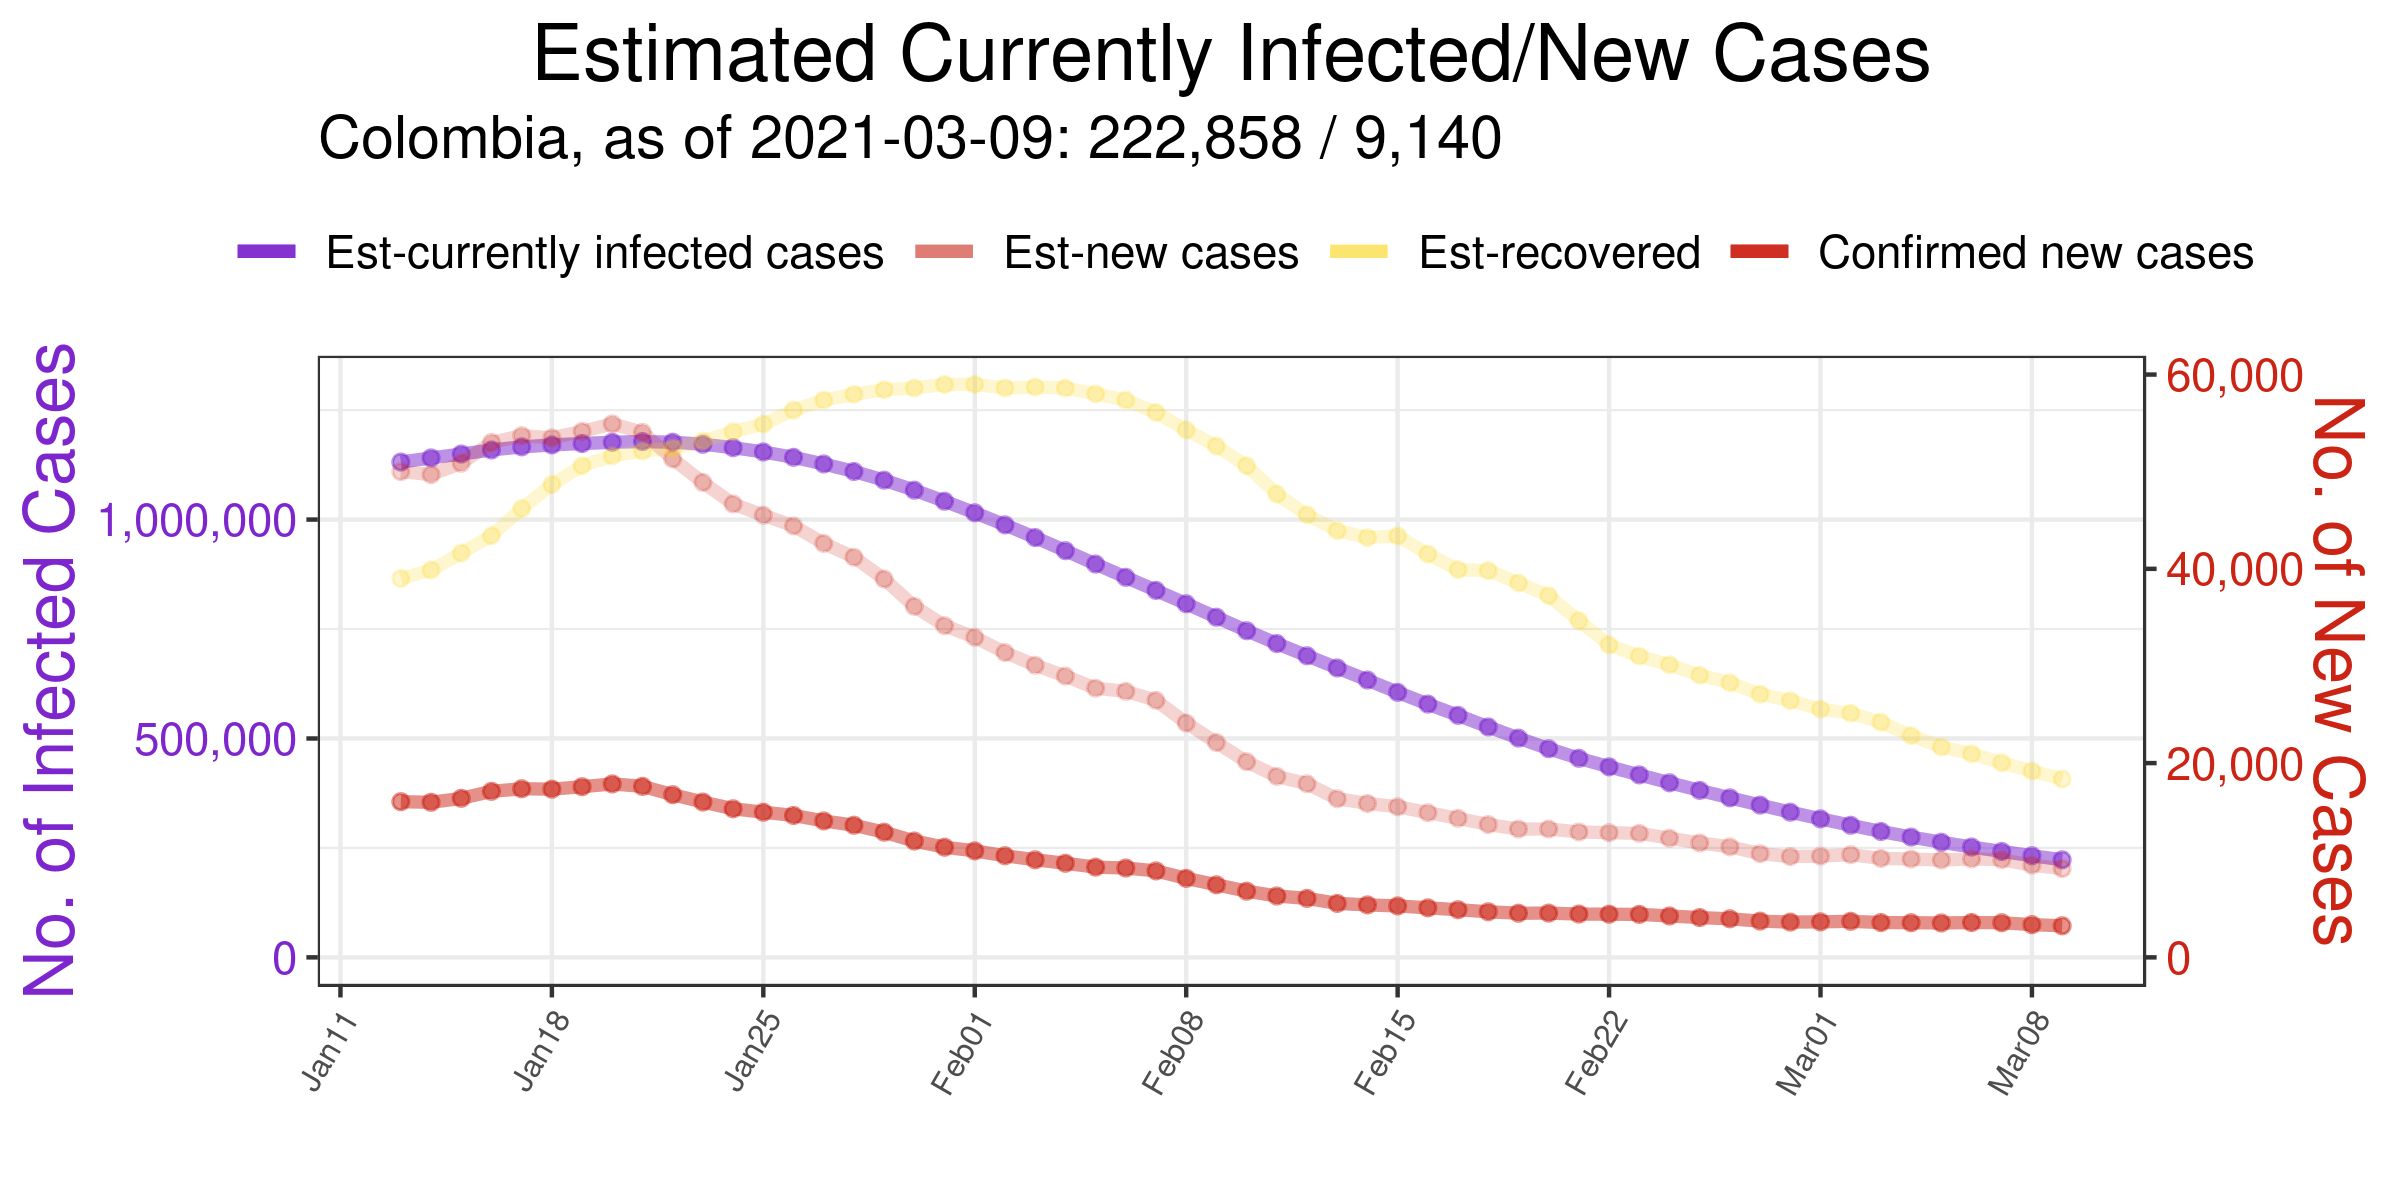 Estimated Currently Infected/New Cases
Colombia, as of 2021-03-09: 222,858 / 9,140
Est-currently infected cases Est-new cases Est-recovered Confirmed new cases
No. of Infected Cases
1,000,000
500,000
0
60,000
40,000
20,000
0
No. of New Cases
Jan11 Jan18 Jan25 Feb01 Feb08 Feb15 Feb22 Mar01 Mar08